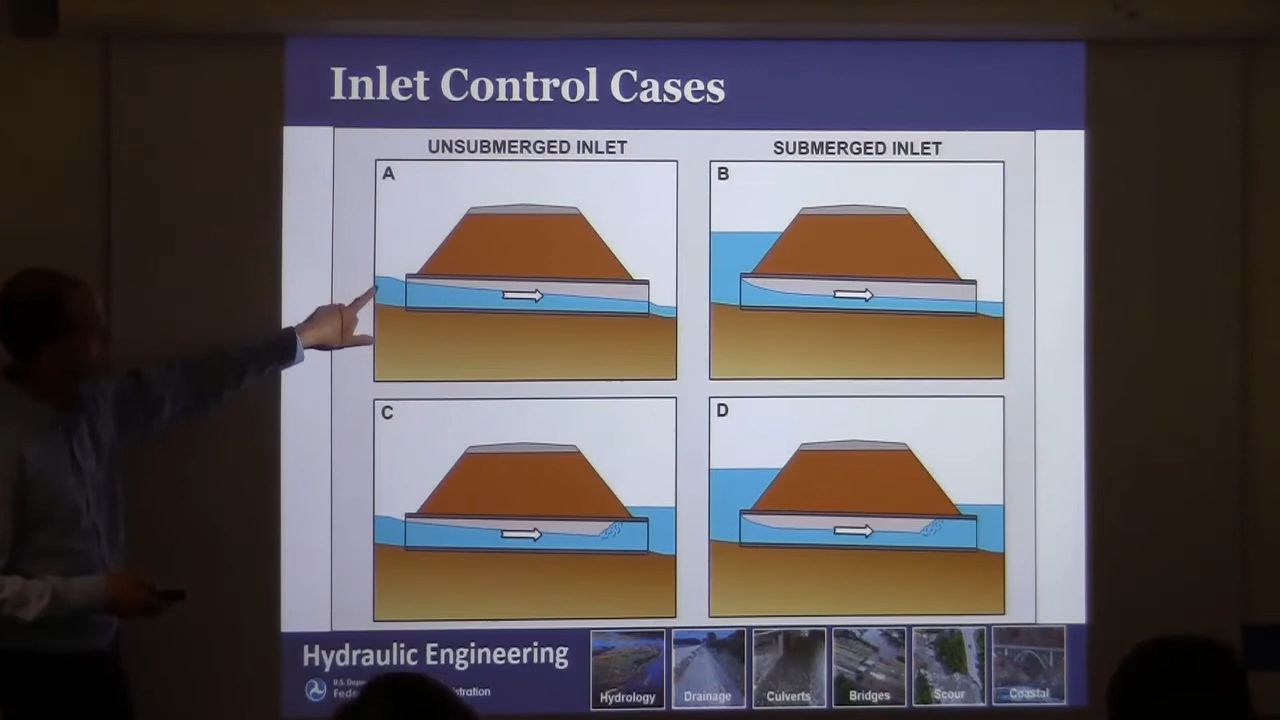 Inlet Control Cases
UNSUBMERGED INLET
SUBMERGED INLET
A
B
C
D
Hydraulic Engineering
U.S.
Hydrology
Drainage
Culverts
Bridges
Scour
Coastal